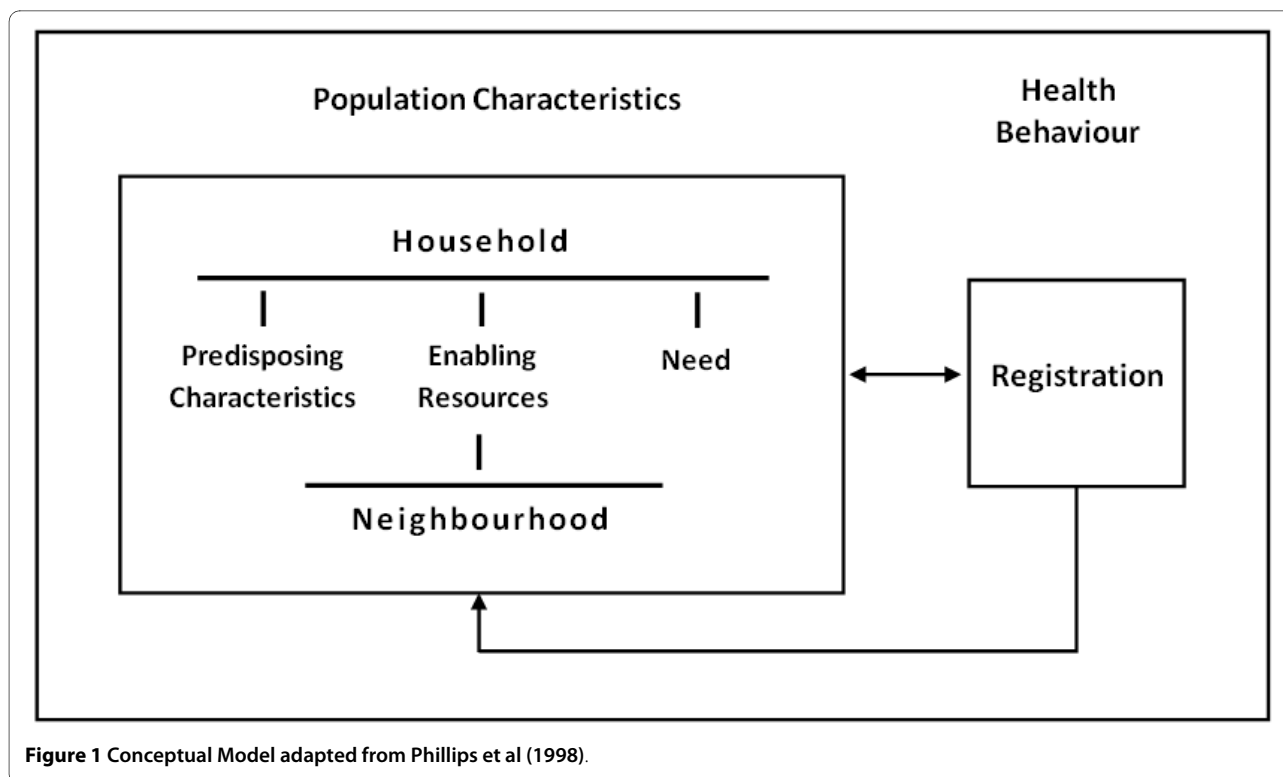 Population Characteristics
Health
Behaviour
Household
Predisposing
Characteristics
Enabling
Resources
Need
Neighbourhood
Registration
Figure 1 Conceptual Model adapted from Phillips et al (1998).